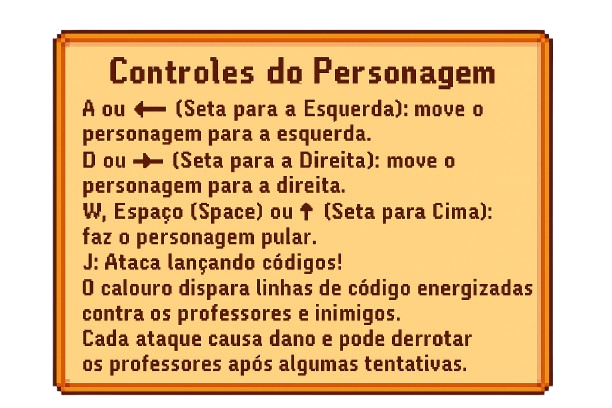 Controles do Personagem
A ou ← (Seta para a Esquerda): move o
personagem para a esquerda.
D ou → (Seta para a Direita): move o
personagem para a direita.
W, Espaço (Space) ou ↑ (Seta para Cima):
faz o personagem pular.
J: Ataca lançando códigos!
O calouro dispara linhas de código energizadas
contra os professores e inimigos.
Cada ataque causa dano e pode derrotar
os professores após algumas tentativas.